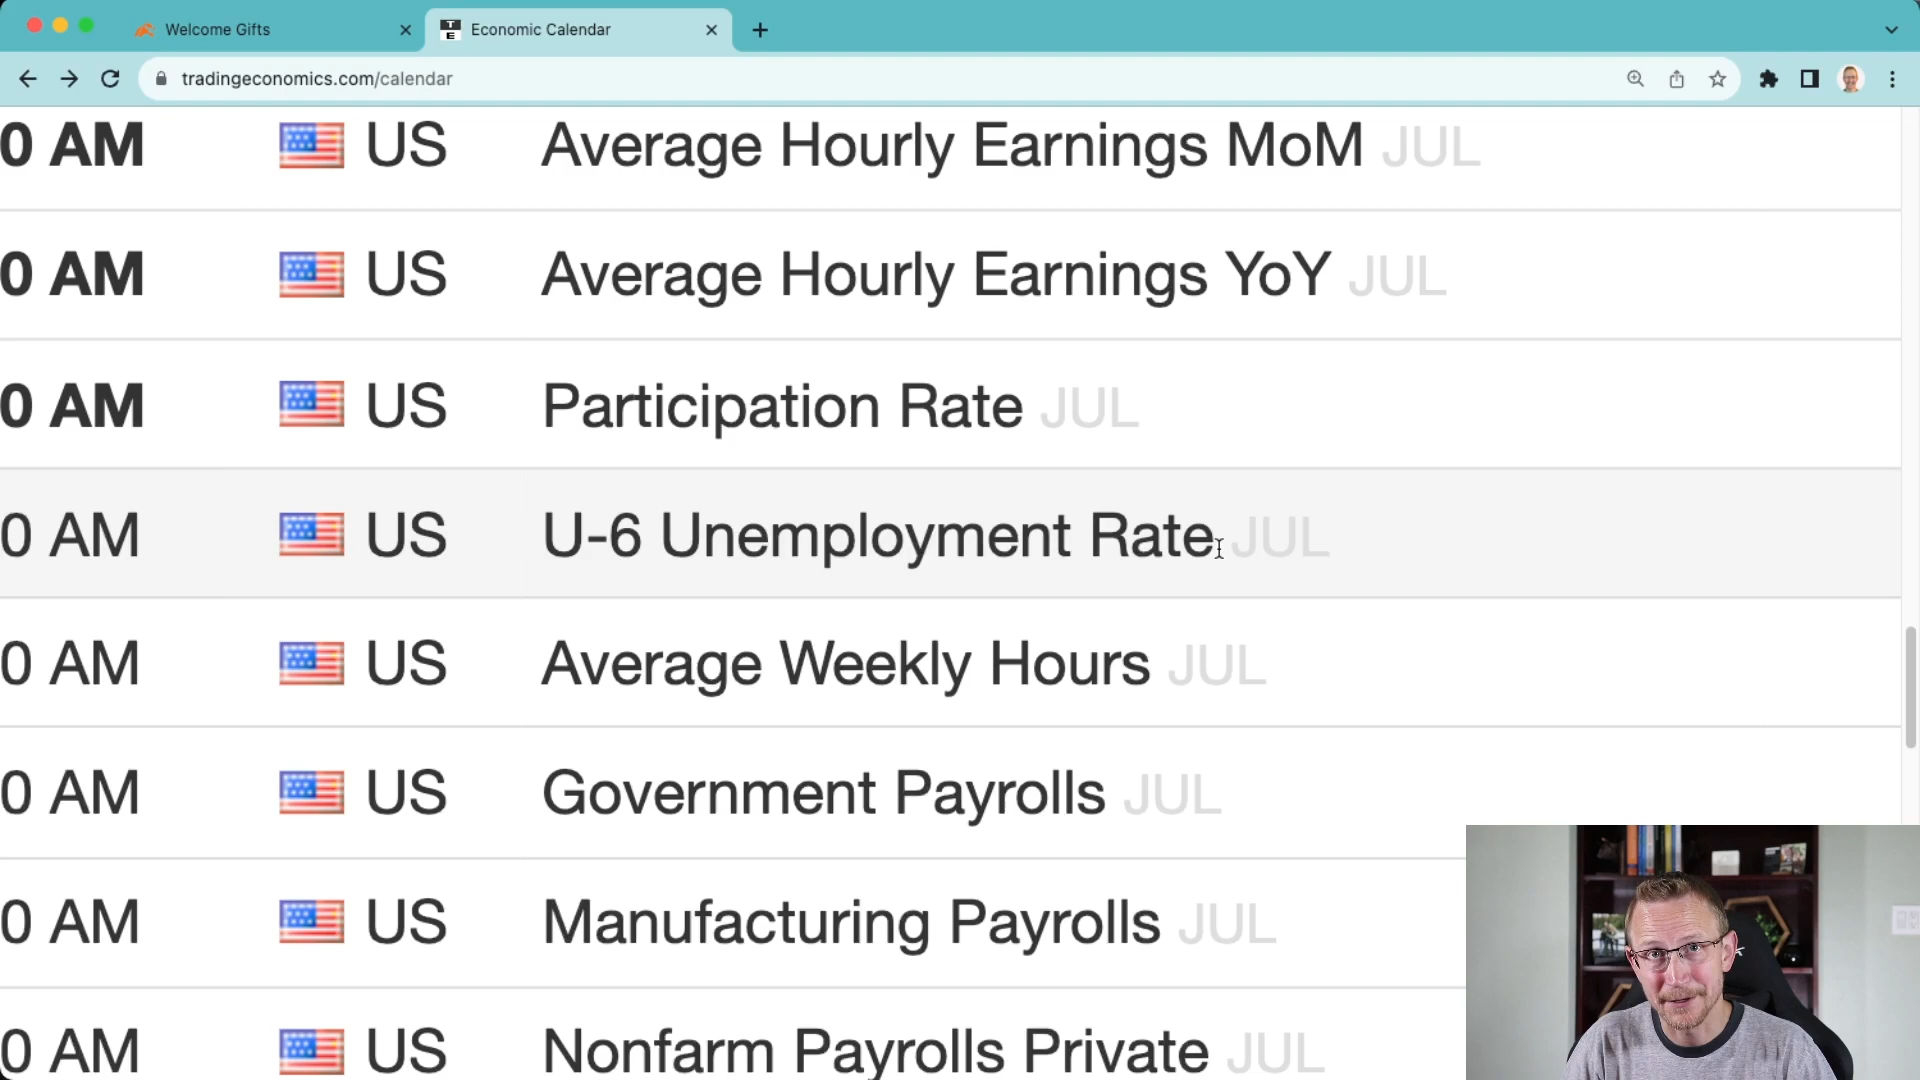 Welcome Gifts
Economic Calendar
tradingeconomics.com/calendar
0 AM US Average Hourly Earnings MoM JUL
0 AM US Average Hourly Earnings YoY JUL
0 AM US Participation Rate JUL
0 AM US U-6 Unemployment Rate JUL
0 AM US Average Weekly Hours JUL
0 AM US Government Payrolls JUL
0 AM US Manufacturing Payrolls JUL
0 AM US Nonfarm Payrolls Private JUL